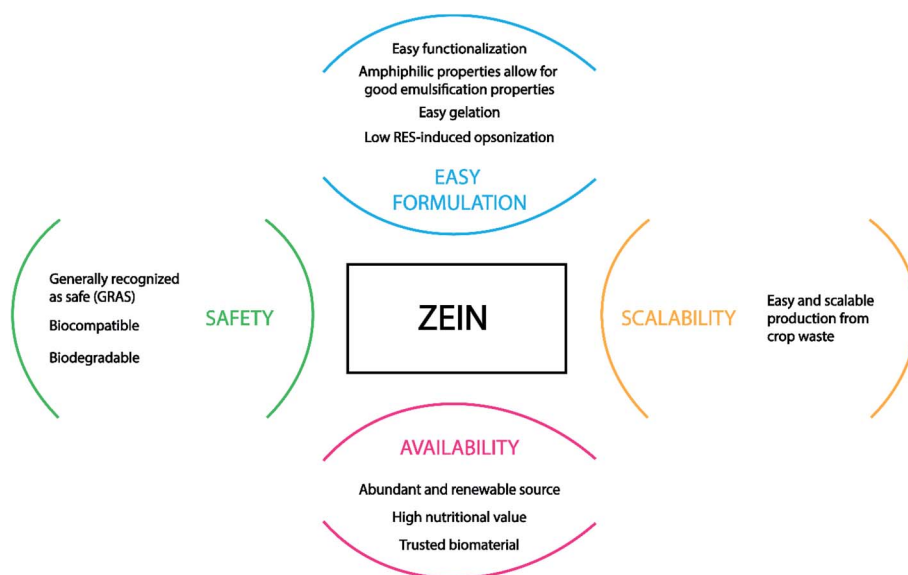 Easy functionalization
Amphiphilic properties allow for
good emulsification properties
Easy gelation
Low RES-induced opsonization
EASY
FORMULATION
Generally recognized
as safe (GRAS)
Biocompatible
Biodegradable
SAFETY
ZEIN
SCALABILITY
Easy and scalable
production from
crop waste
AVAILABILITY
Abundant and renewable source
High nutritional value
Trusted biomaterial